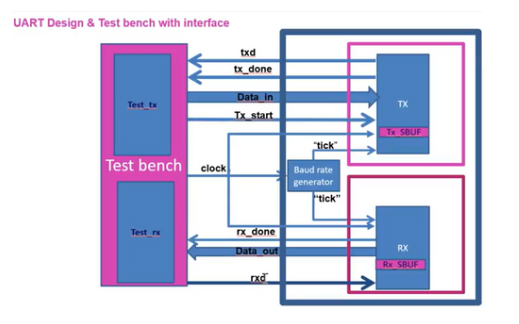 UART Design & Test bench with interface
txd
tx_done
Data_in
Test_tx
TX
Tx_start
Tx_SBUF
"tick"
Test bench
clock
Baud rate
generator
"tick"
rx_done
Test_rx
Data_out
RX
Rx_SBUF
rxd